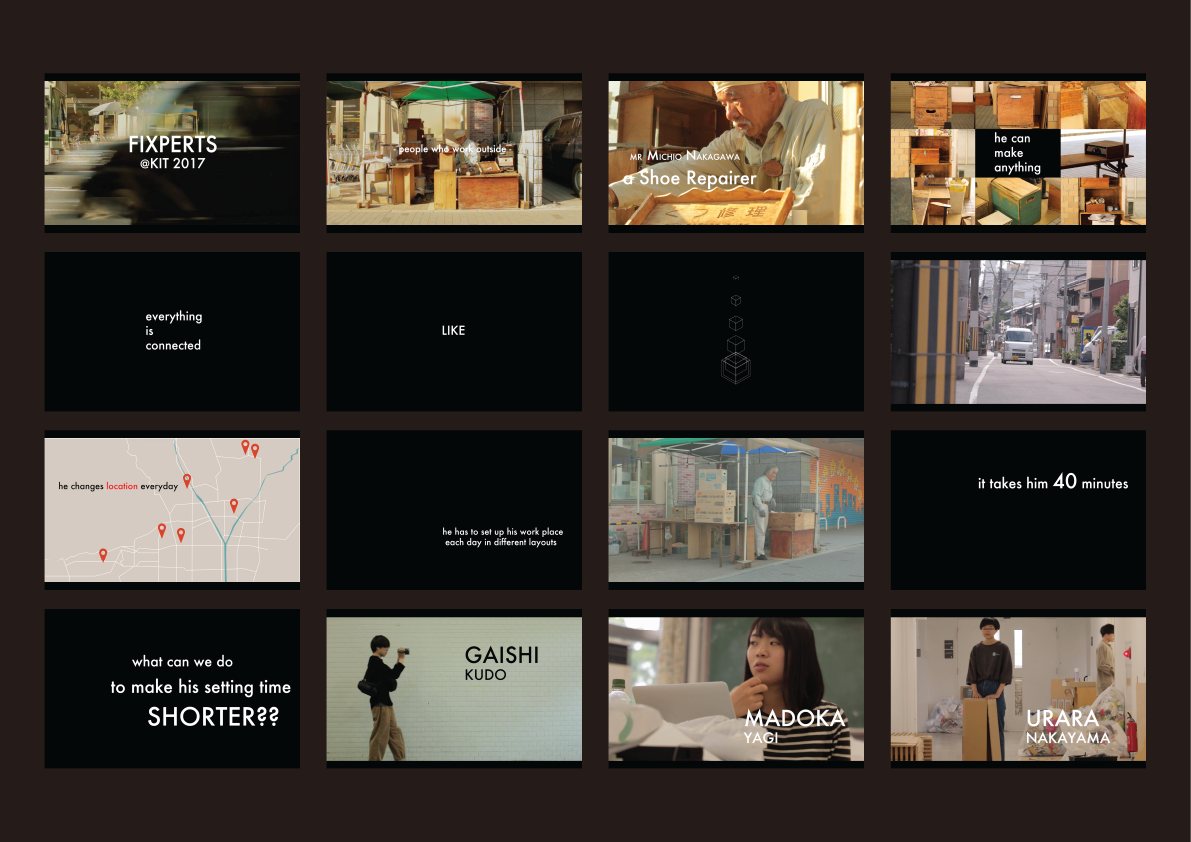 FIXPERTS
@KIT 2017
- people who work outside -
MR MICHIO NAKAGAWA
a Shoe Repairer
修理
he can
make
anything
everything
is
connected
LIKE
he changes location everyday
he has to set up his work place
each day in different layouts
it takes him 40 minutes
what can we do
to make his setting time
SHORTER??
GAISHI
KUDO
MADOKA
YAGI
URARA
NAKAYAMA